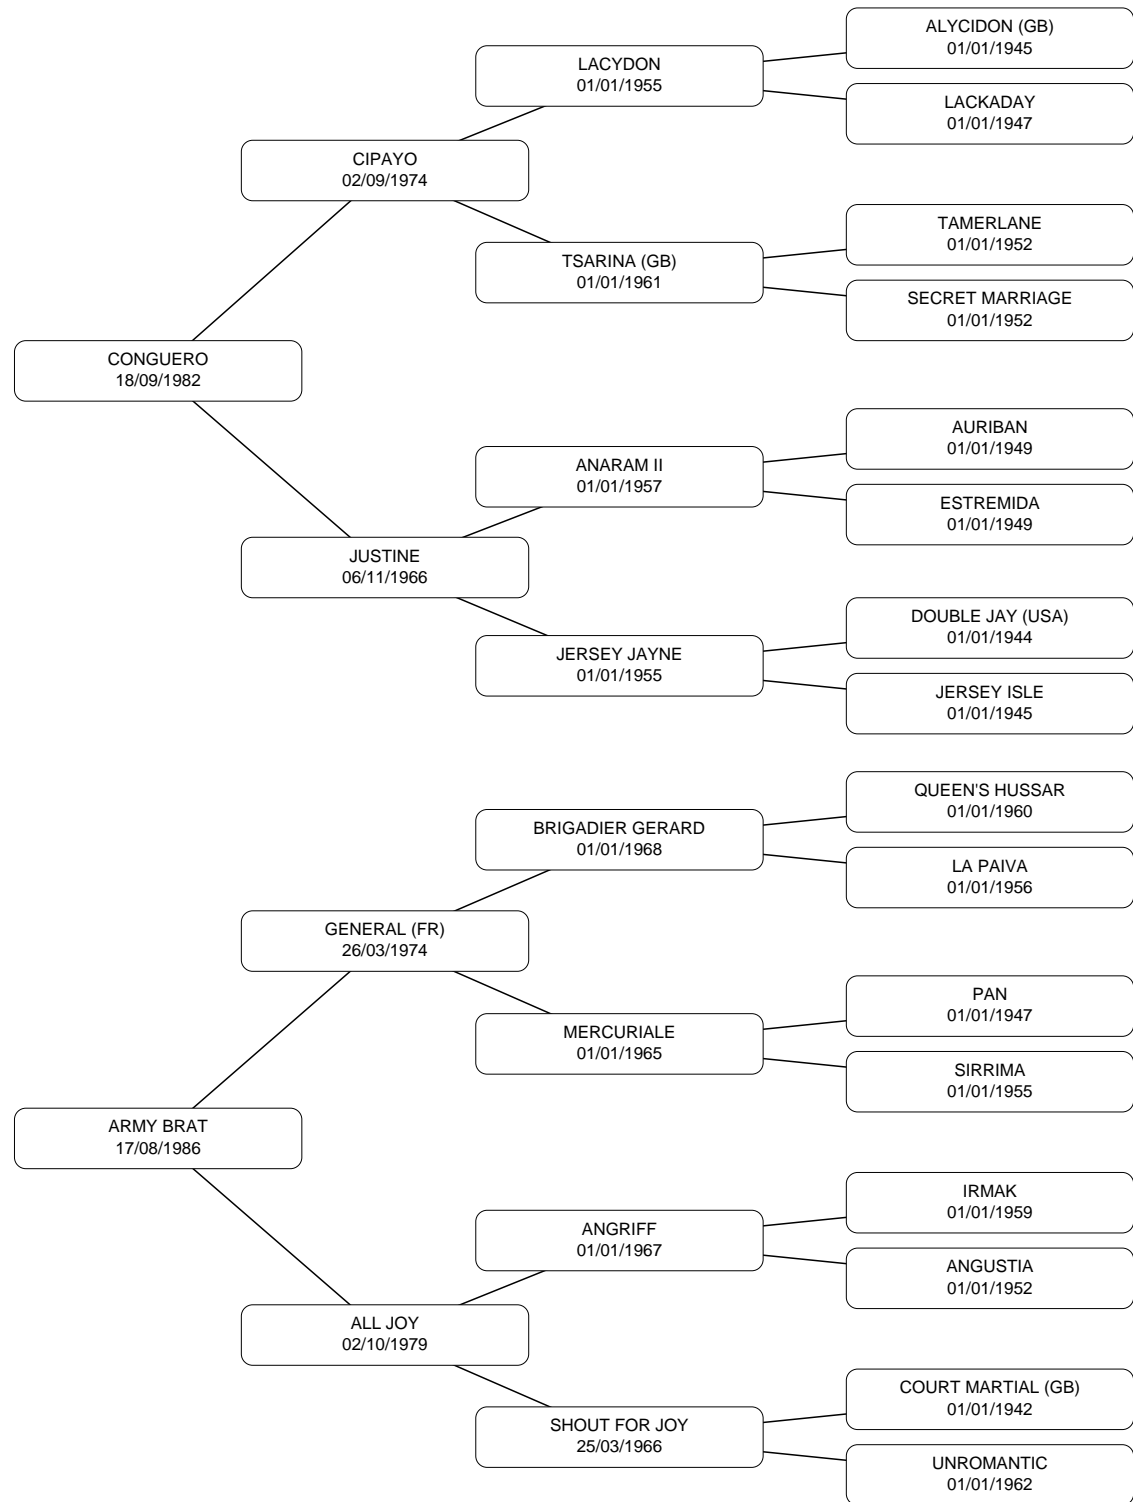 ALYCIDON (GB)
01/01/1945
LACYDON
01/01/1955
LACKADAY
01/01/1947
CIPAYO
02/09/1974
TAMERLANE
01/01/1952
TSARINA (GB)
01/01/1961
SECRET MARRIAGE
01/01/1952
CONGUERO
18/09/1982
AURIBAN
01/01/1949
ANARAM II
01/01/1957
ESTREMIDA
01/01/1949
JUSTINE
06/11/1966
DOUBLE JAY (USA)
01/01/1944
JERSEY JAYNE
01/01/1955
JERSEY ISLE
01/01/1945
QUEEN'S HUSSAR
01/01/1960
BRIGADIER GERARD
01/01/1968
LA PAIVA
01/01/1956
GENERAL (FR)
26/03/1974
PAN
01/01/1947
MERCURIALE
01/01/1965
SIRRIMA
01/01/1955
ARMY BRAT
17/08/1986
IRMAK
01/01/1959
ANGRIFF
01/01/1967
ANGUSTIA
01/01/1952
ALL JOY
02/10/1979
COURT MARTIAL (GB)
01/01/1942
SHOUT FOR JOY
25/03/1966
UNROMANTIC
01/01/1962